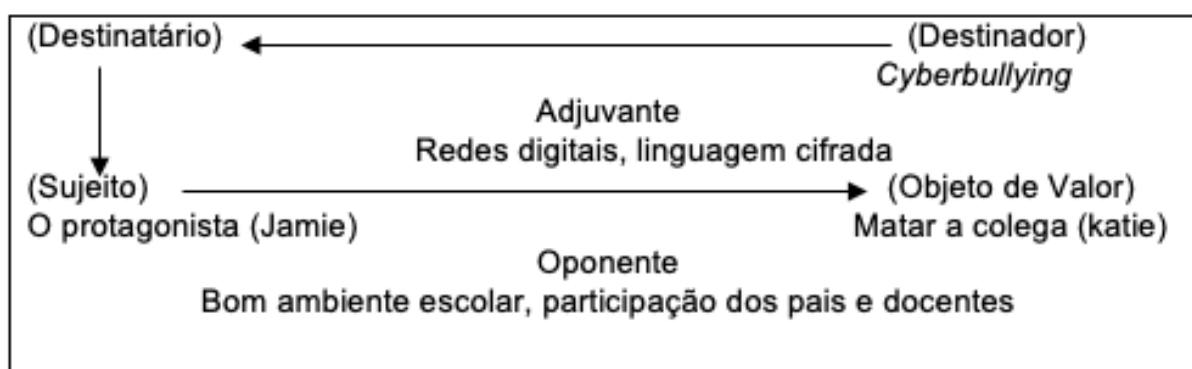 (Destinatário) (Destinador)
Cyberbullying
Adjuvante
Redes digitais, linguagem cifrada
(Sujeito) (Objeto de Valor)
O protagonista (Jamie) Matar a colega (katie)
Oponente
Bom ambiente escolar, participação dos pais e docentes